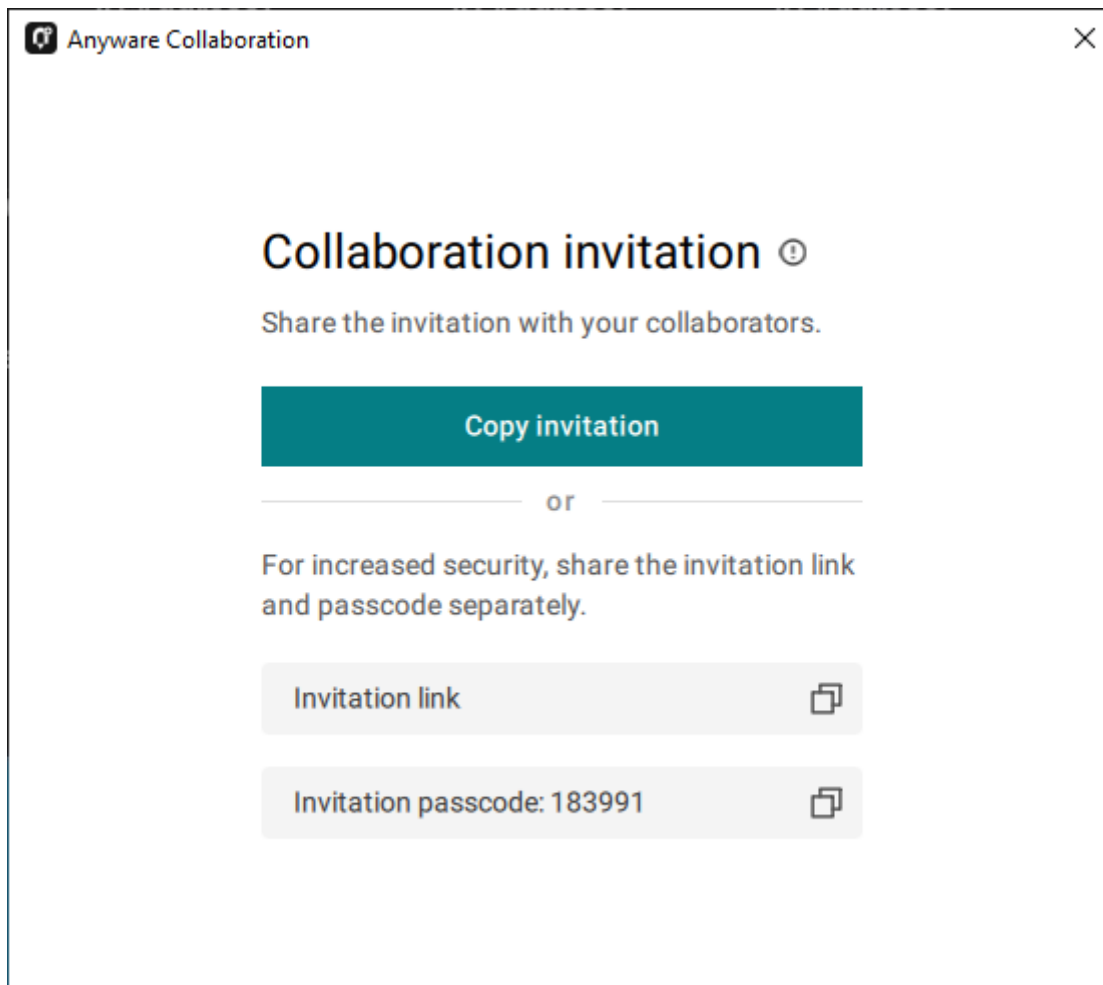 Anyware Collaboration
Collaboration invitation
Share the invitation with your collaborators.
Copy invitation
or
For increased security, share the invitation link
and passcode separately.
Invitation link
Invitation passcode: 183991